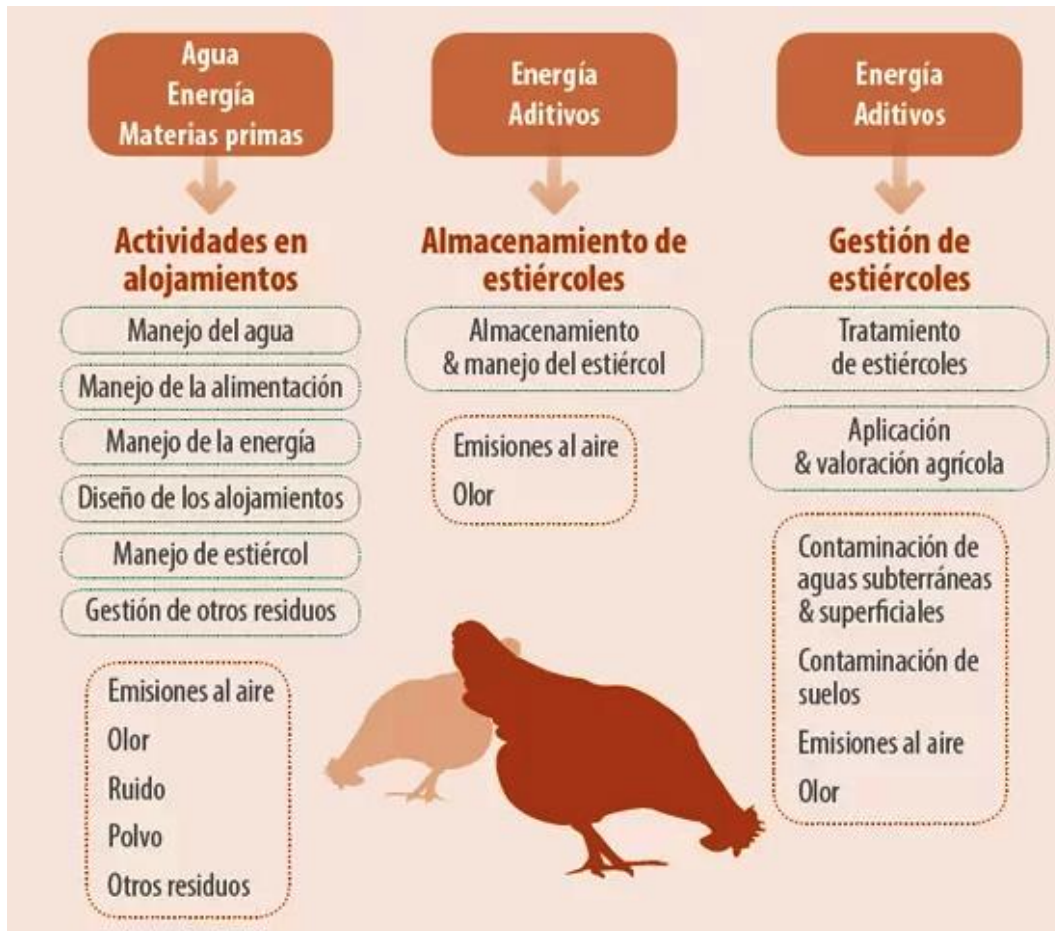 Agua
Energía
Materias primas
Actividades en
alojamientos
Manejo del agua
Manejo de la alimentación
Manejo de la energía
Diseño de los alojamientos
Manejo de estiércol
Gestión de otros residuos
Emisiones al aire
Olor
Ruido
Polvo
Otros residuos
Energía
Aditivos
Almacenamiento de
estiércoles
Almacenamiento
& manejo del estiércol
Emisiones al aire
Olor
Energía
Aditivos
Gestión de
estiércoles
Tratamiento
de estiércoles
Aplicación
& valoración agrícola
Contaminación de
aguas subterráneas
& superficiales
Contaminación de
suelos
Emisiones al aire
Olor